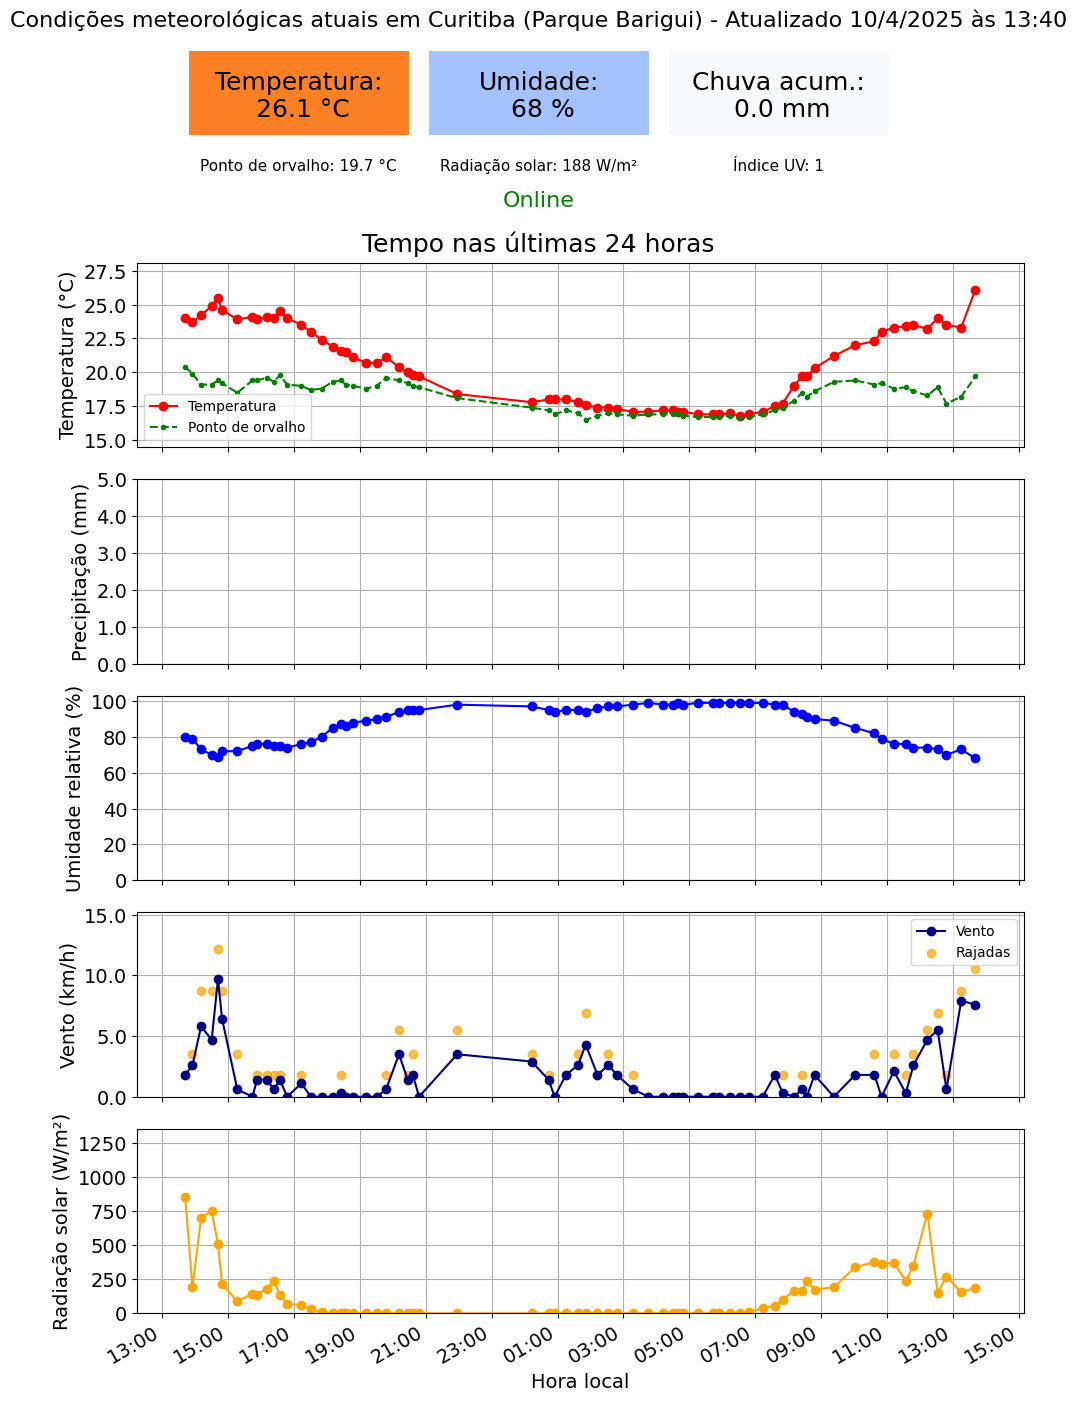 Condições meteorológicas atuais em Curitiba (Parque Barigui) - Atualizado 10/4/2025 às 13:40
Temperatura:
26.1 °C
Umidade:
68 %
Chuva acum.:
0.0 mm
Ponto de orvalho: 19.7 °C
Radiação solar: 188 W/m²
Índice UV: 1
Online
Tempo nas últimas 24 horas
Temperatura (°C)
27.5
25.0
22.5
20.0
17.5
15.0
Temperatura
Ponto de orvalho
Precipitação (mm)
5.0
4.0
3.0
2.0
1.0
0.0
Umidade relativa (%)
100
80
60
40
20
0
Vento (km/h)
15.0
10.0
5.0
0.0
Vento
Rajadas
Radiação solar (W/m²)
1250
1000
750
500
250
0
13:00
15:00
17:00
19:00
21:00
23:00
01:00
03:00
05:00
07:00
09:00
11:00
13:00
15:00
Hora local